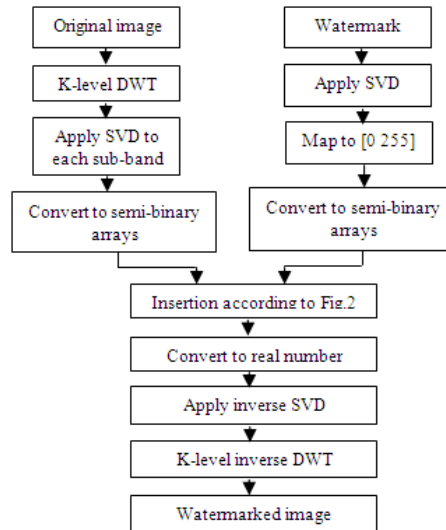 Original image
K-level DWT
Apply SVD to
each sub-band
Convert to semi-binary
arrays
Watermark
Apply SVD
Map to [0 255]
Convert to semi-binary
arrays
Insertion according to Fig.2
Convert to real number
Apply inverse SVD
K-level inverse DWT
Watermarked image